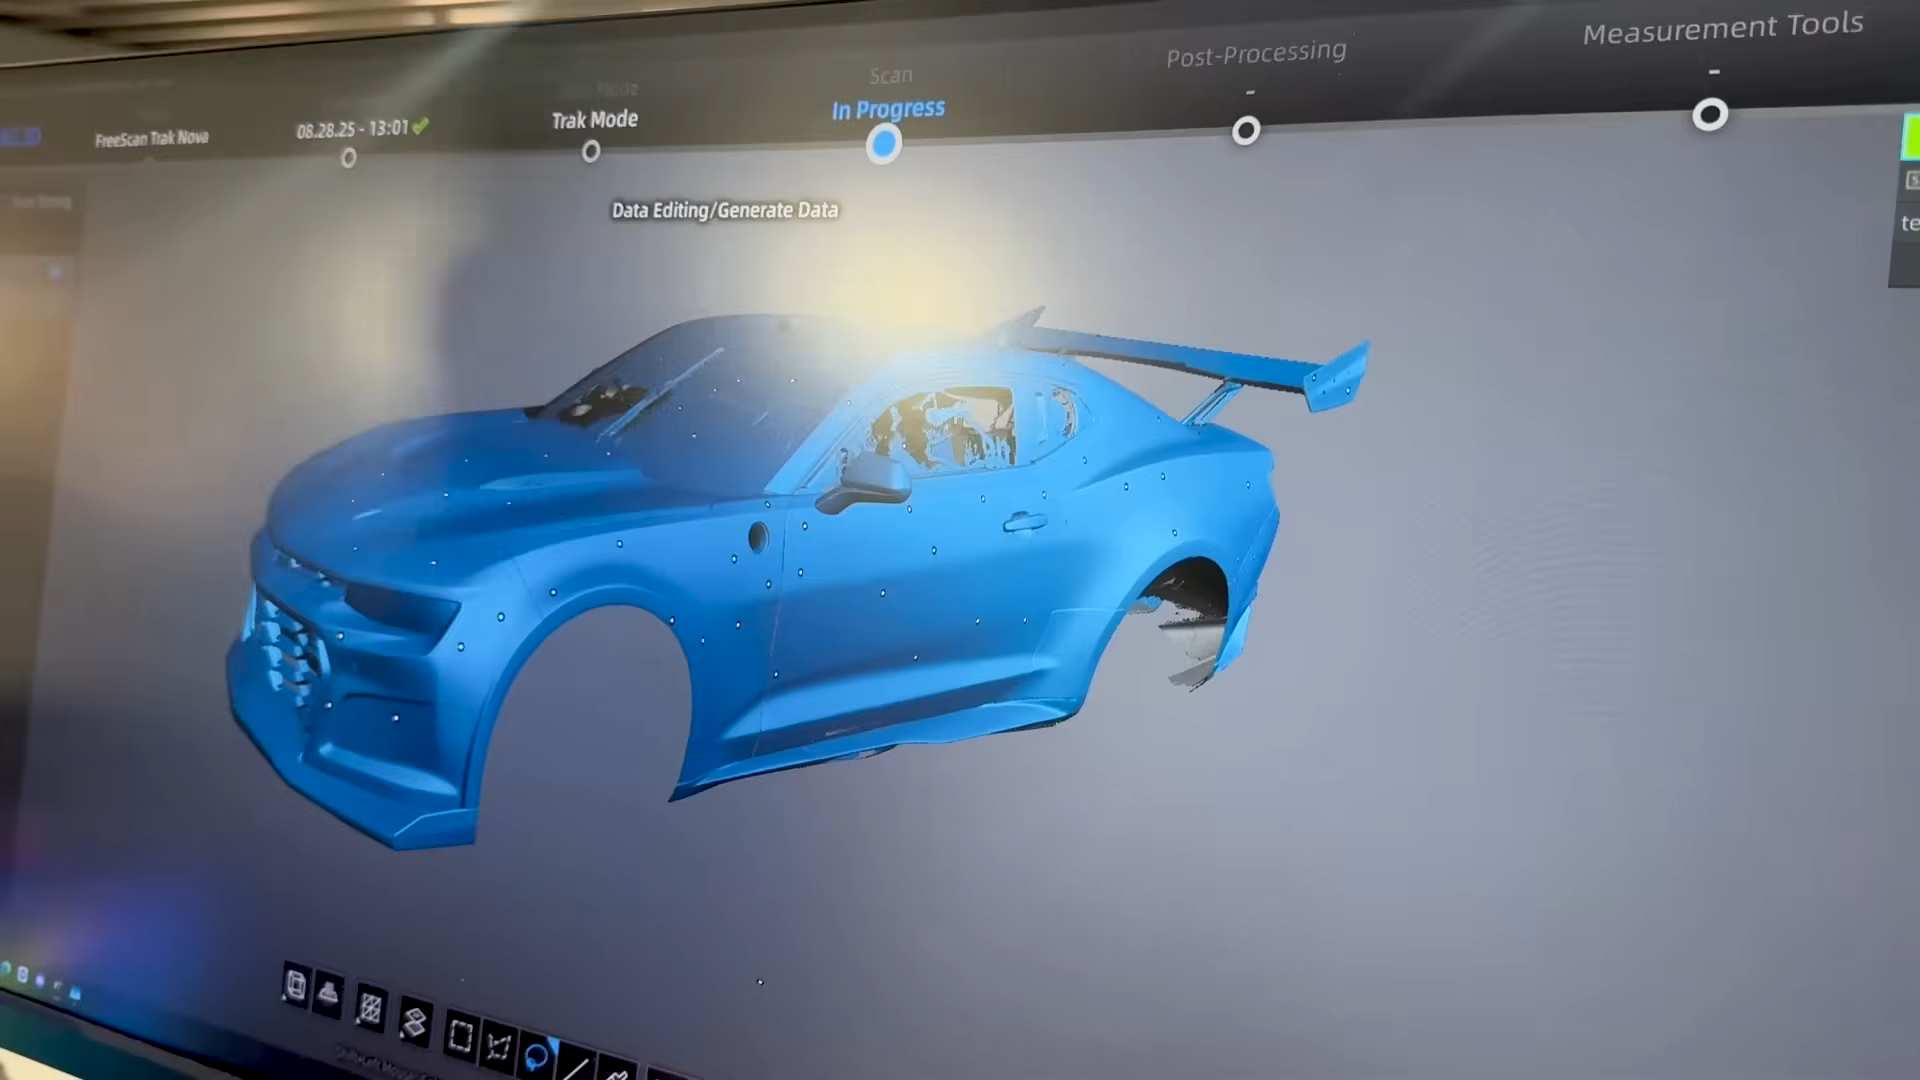 Measurement Tools
Post-Processing
-
-
Scan
In Progress
Trak Mode
08.28.25 - 13:01
FreeScan Trak Nova
Data Editing/Generate Data
te